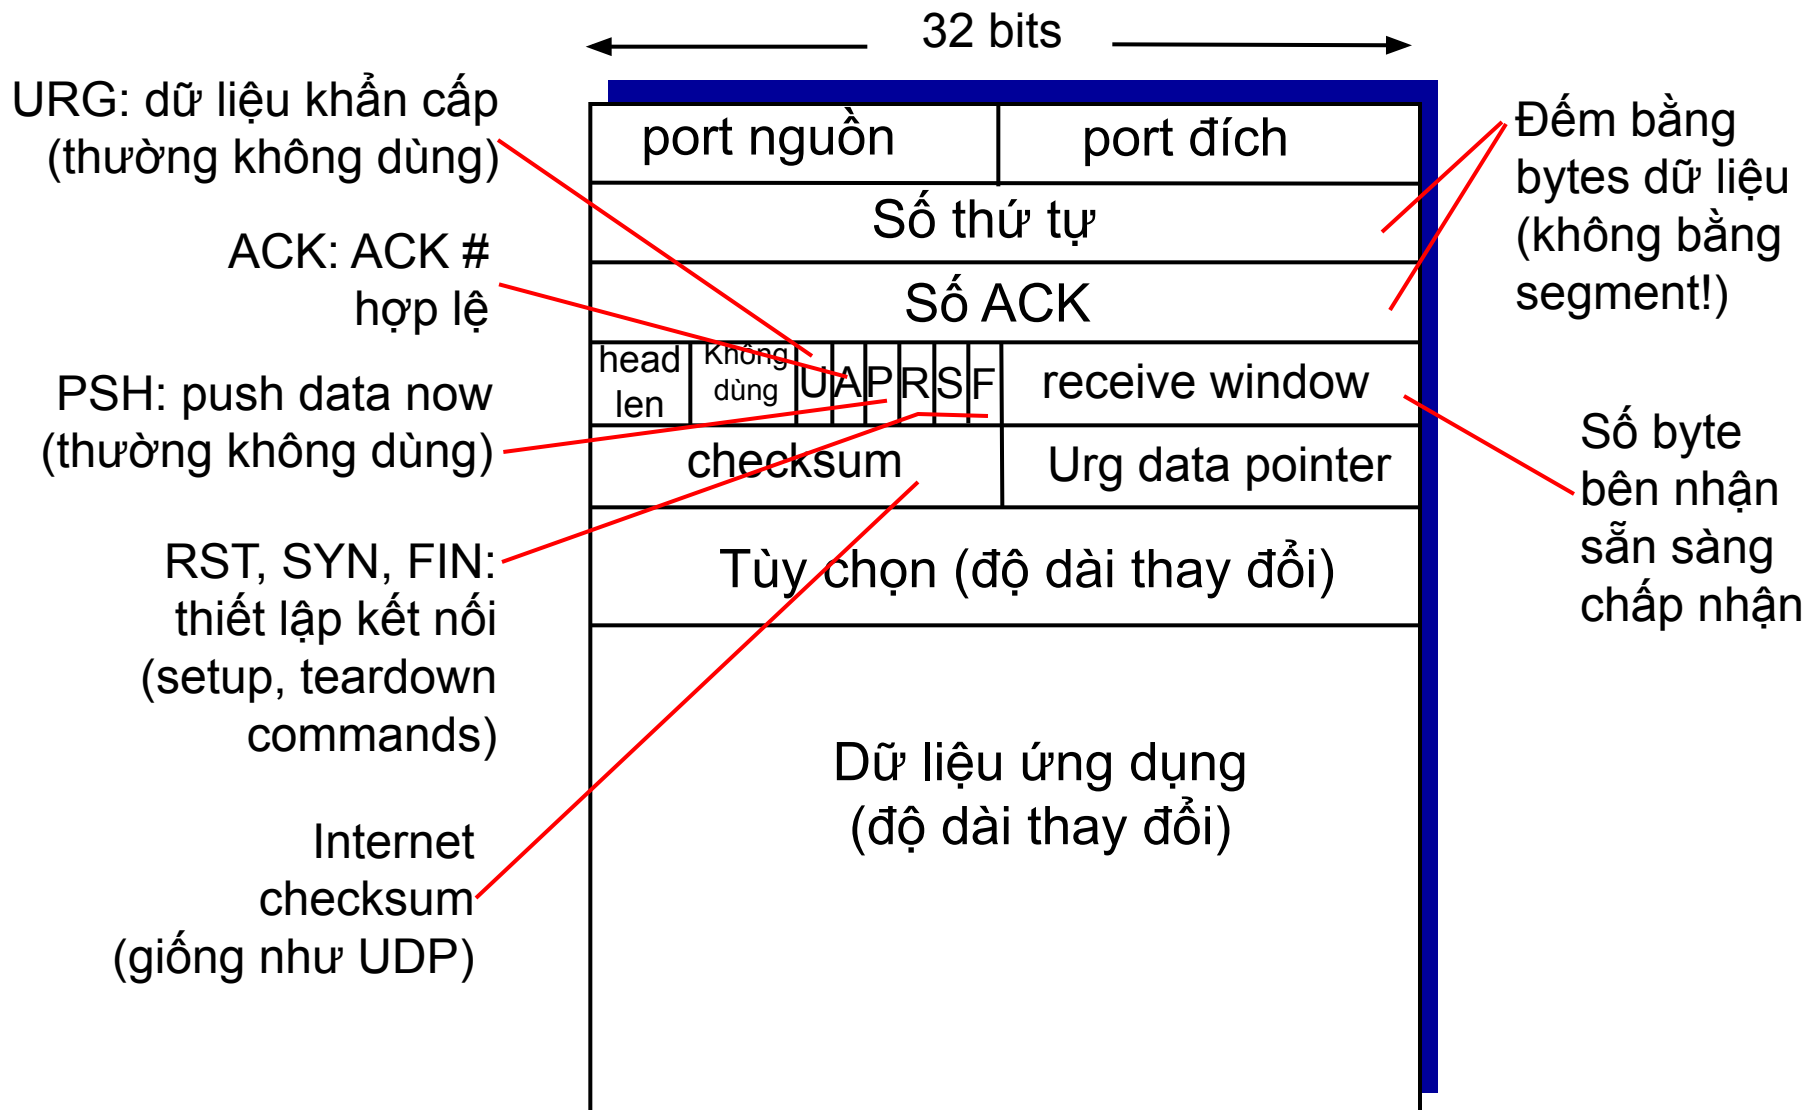 32 bits
URG: dữ liệu khẩn cấp
(thường không dùng)
ACK: ACK #
hợp lệ
PSH: push data now
(thường không dùng)
RST, SYN, FIN:
thiết lập kết nối
(setup, teardown
commands)
Internet
checksum
(giống như UDP)
port nguồn
port đích
Số thứ tự
Số ACK
head
len
Không
dùng
U
A
P
R
S
F
receive window
checksum
Urg data pointer
Tùy chọn (độ dài thay đổi)
Dữ liệu ứng dụng
(độ dài thay đổi)
Đếm bằng
bytes dữ liệu
(không bằng
segment!)
Số byte
bên nhận
sẵn sàng
chấp nhận